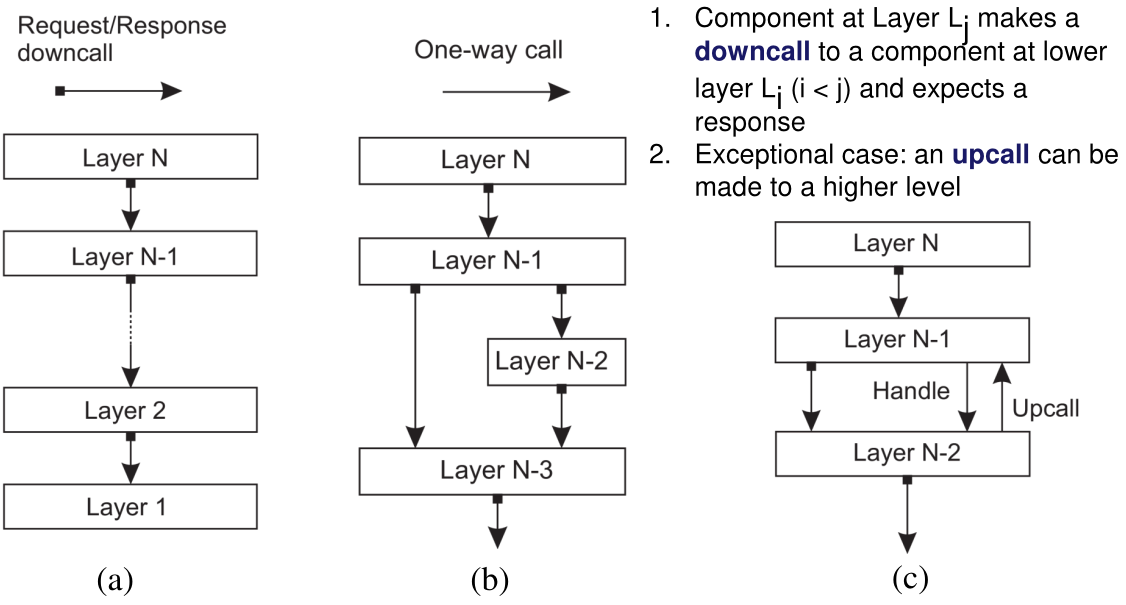 Request/Response
downcall
Layer N
Layer N-1
Layer 2
Layer 1
(a)
One-way call
Layer N
Layer N-1
Layer N-2
Layer N-3
(b)
1. Component at Layer Lj makes a
downcall to a component at lower
layer Li (i < j) and expects a
response
2. Exceptional case: an upcall can be
made to a higher level
Layer N
Layer N-1
Handle
Upcall
Layer N-2
(c)